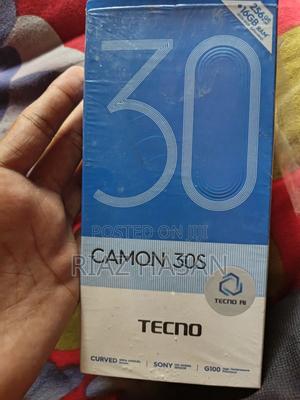 256GB
+16GB
30
POSTED ON
RIAZ HASAN
CAMON 30S
TECNO AI
TECNO
CURVED
SONY
G100